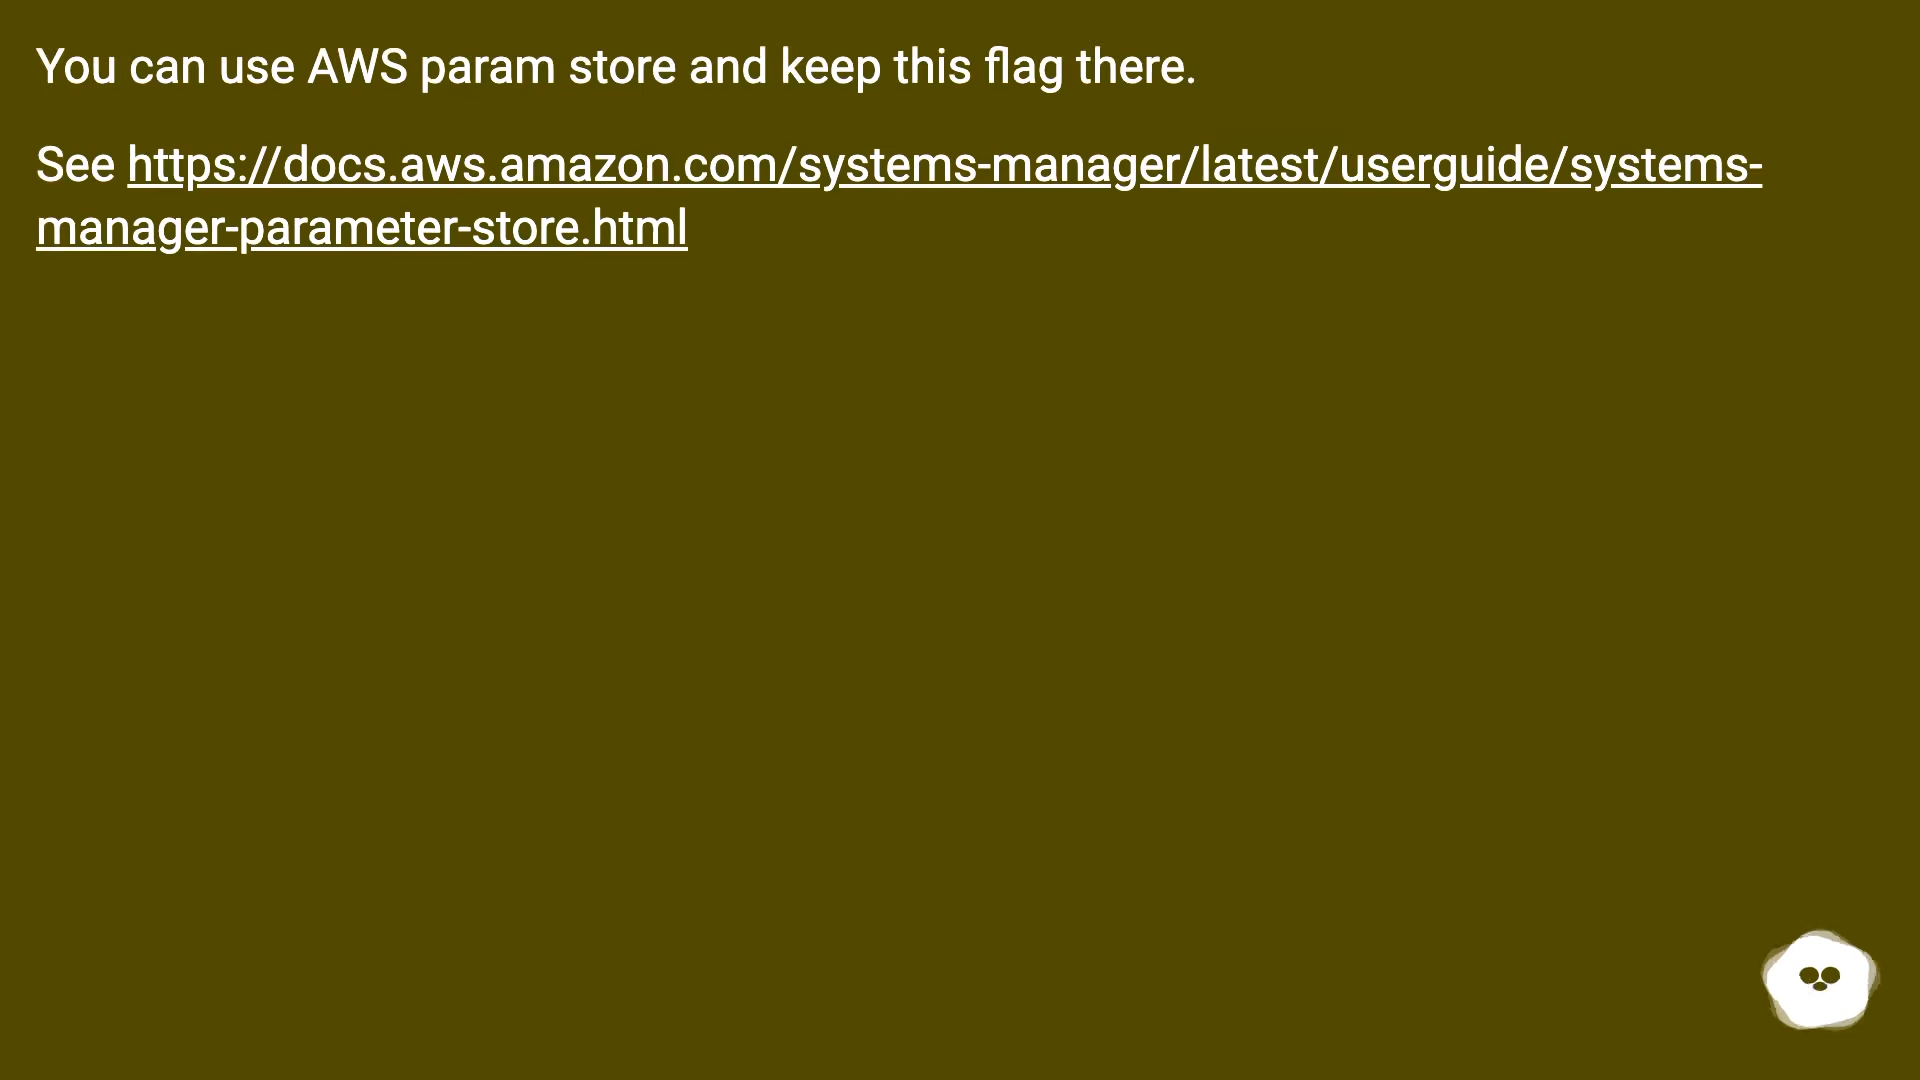 You can use AWS param store and keep this flag there.
See https://docs.aws.amazon.com/systems-manager/latest/userguide/systems-
manager-parameter-store.html